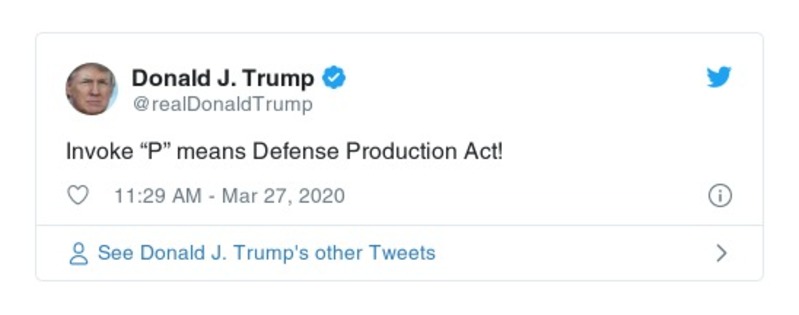 Donald J. Trump
@realDonaldTrump
Invoke “P” means Defense Production Act!
11:29 AM - Mar 27, 2020
See Donald J. Trump's other Tweets